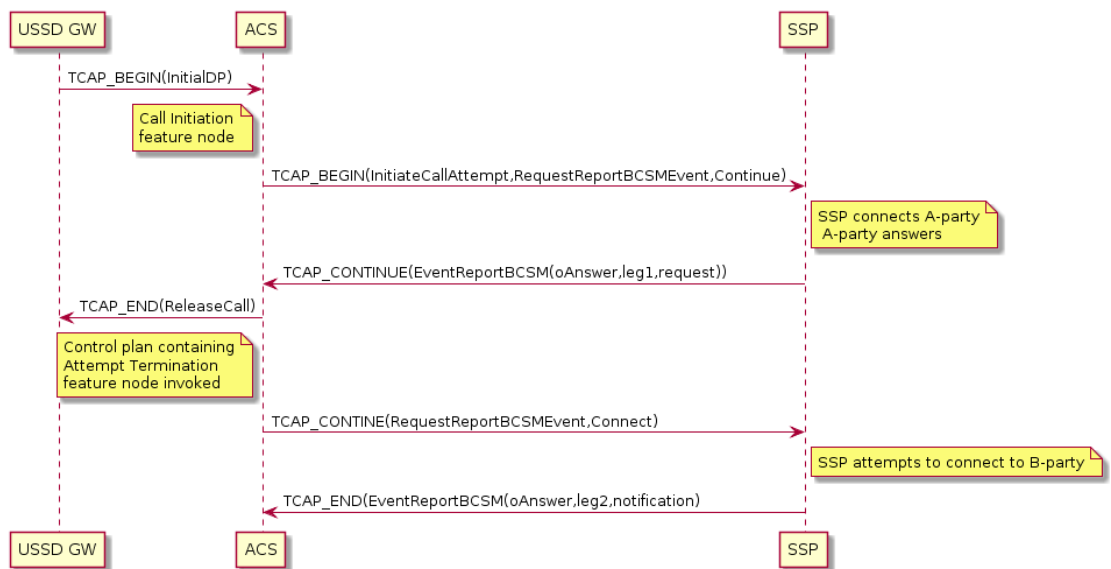 USSD GW
ACS
SSP
TCAP_BEGIN(InitialDP)
Call Initiation
feature node
TCAP_BEGIN(InitiateCallAttempt,RequestReportBCSMEvent,Continue)
SSP connects A-party
A-party answers
TCAP_CONTINUE(EventReportBCSM(oAnswer,leg1,request))
TCAP_END(ReleaseCall)
Control plan containing
Attempt Termination
feature node invoked
TCAP_CONTINE(RequestReportBCSMEvent,Connect)
SSP attempts to connect to B-party
TCAP_END(EventReportBCSM(oAnswer,leg2,notification)
USSD GW
ACS
SSP